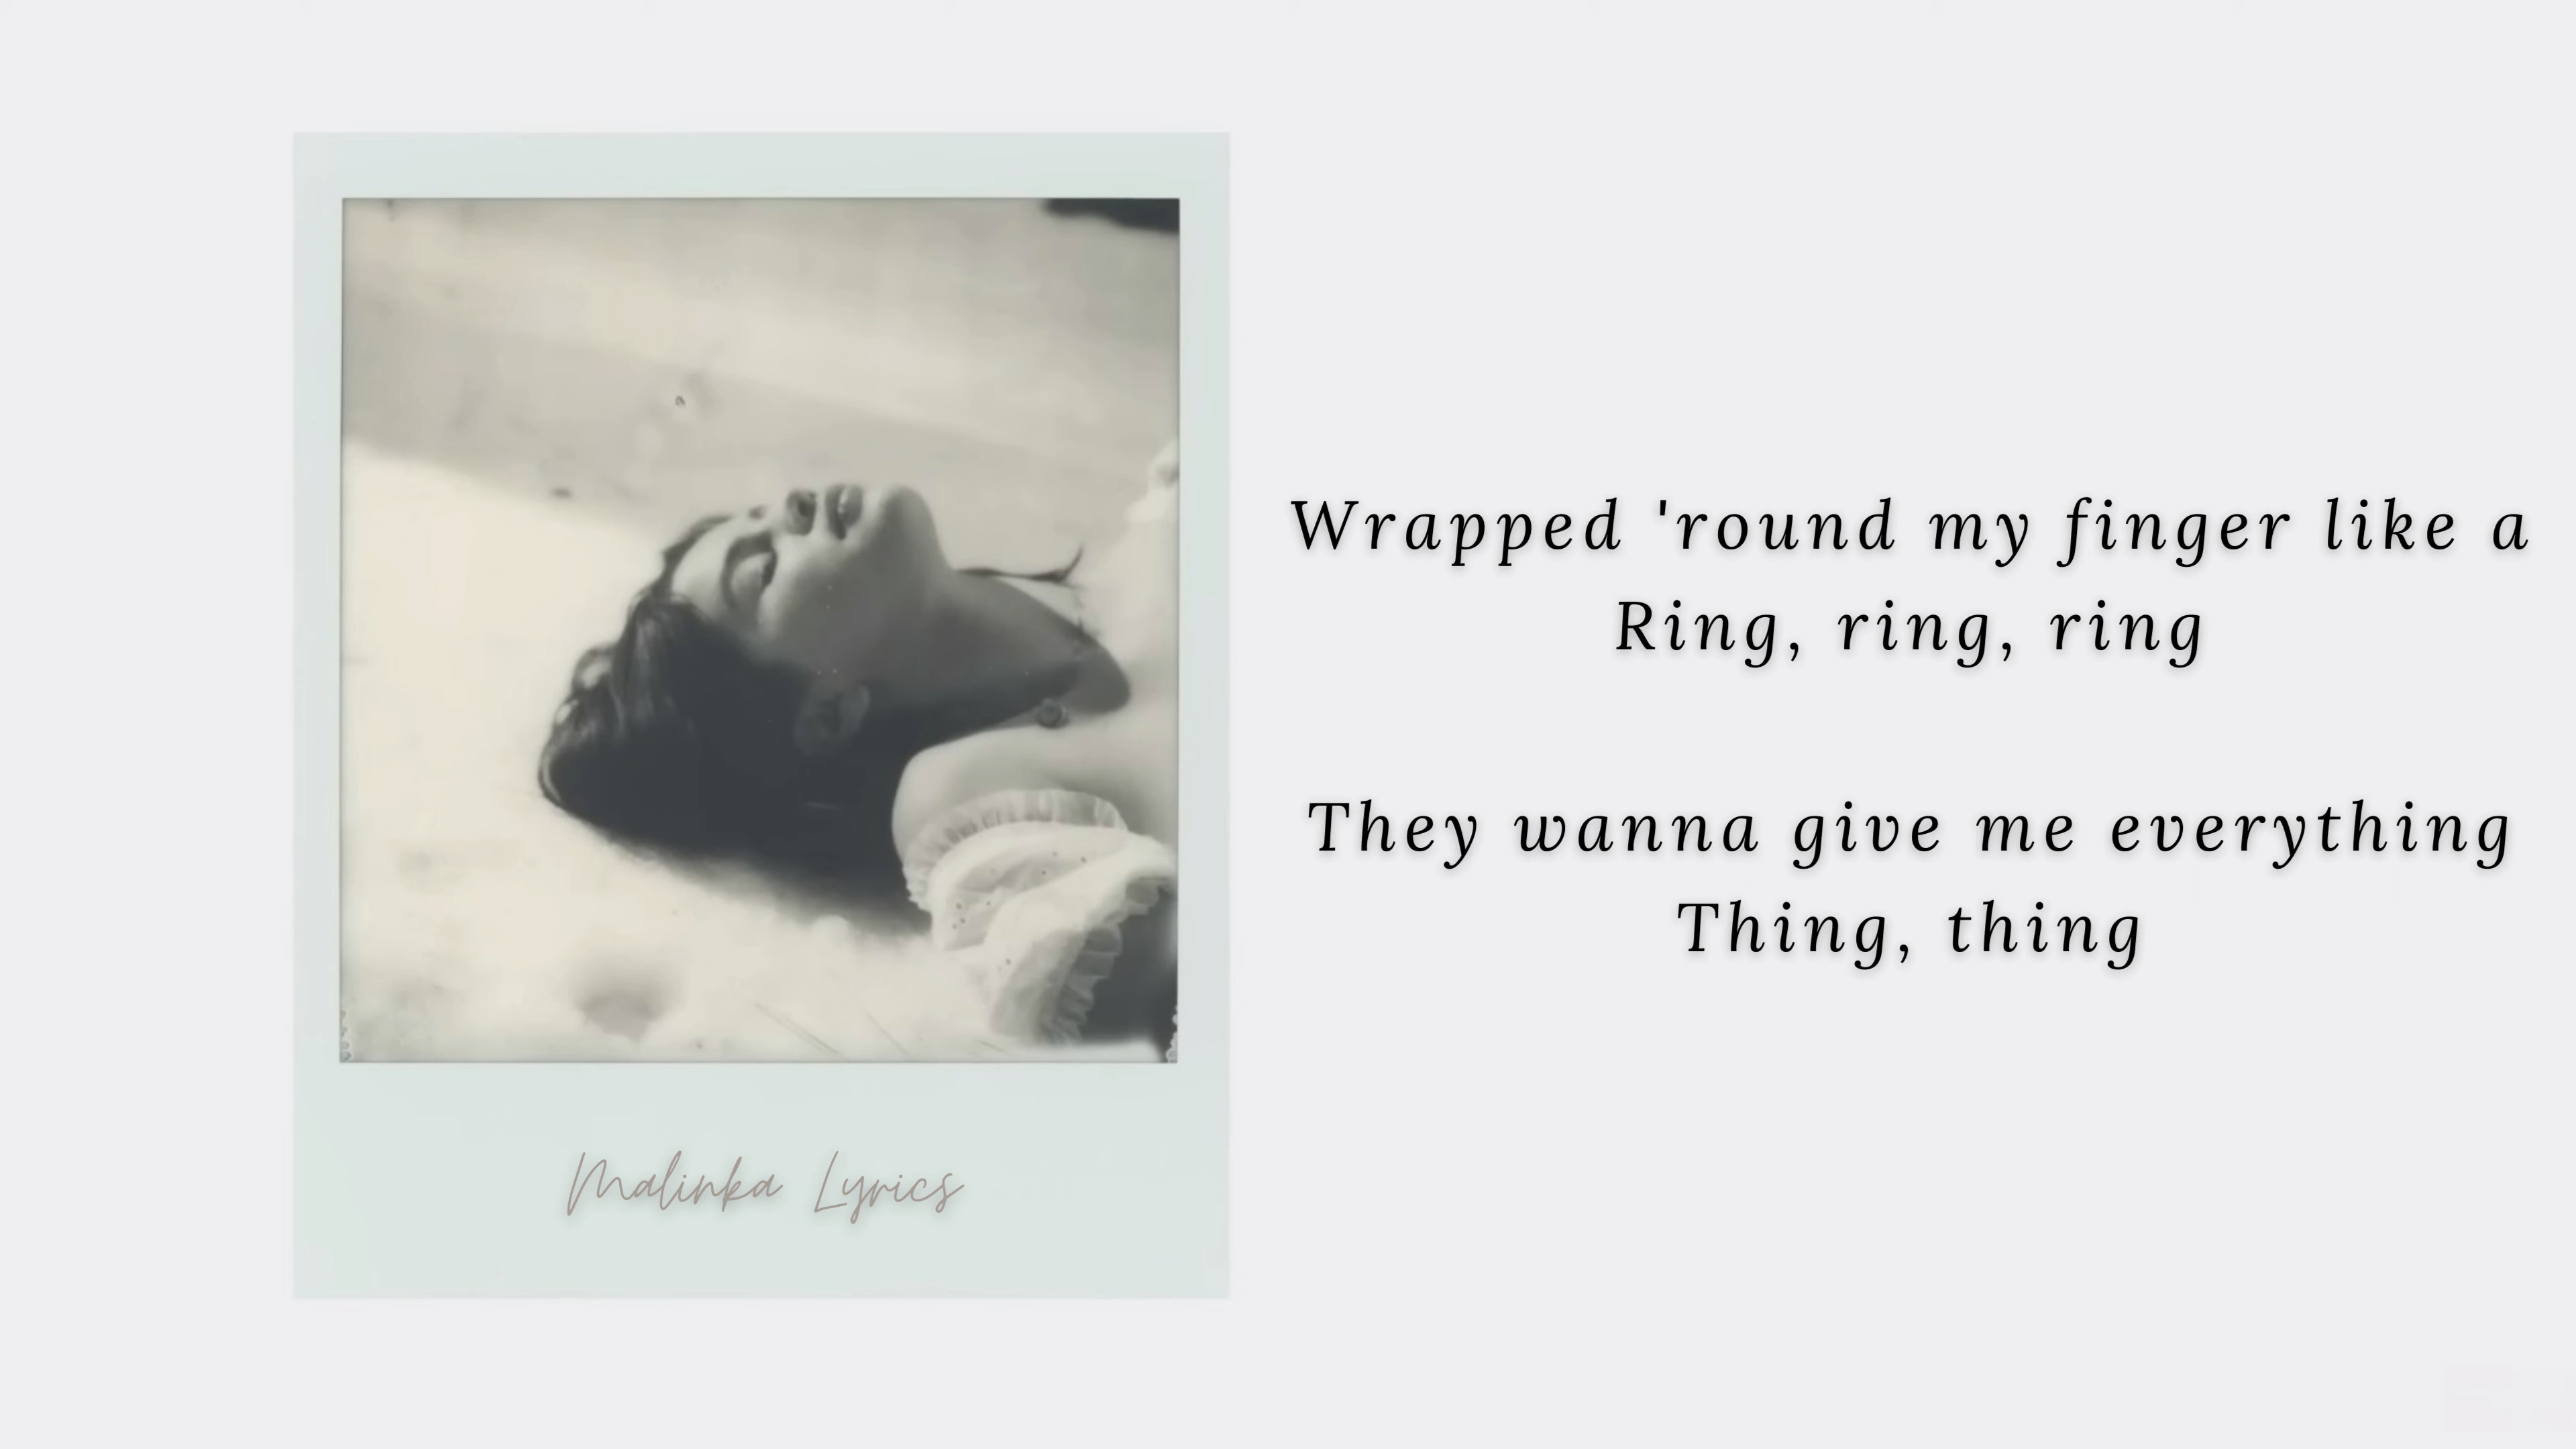 Wrapped 'round my finger like a
Ring, ring, ring
They wanna give me everything
Thing, thing
Malinka Lyrics